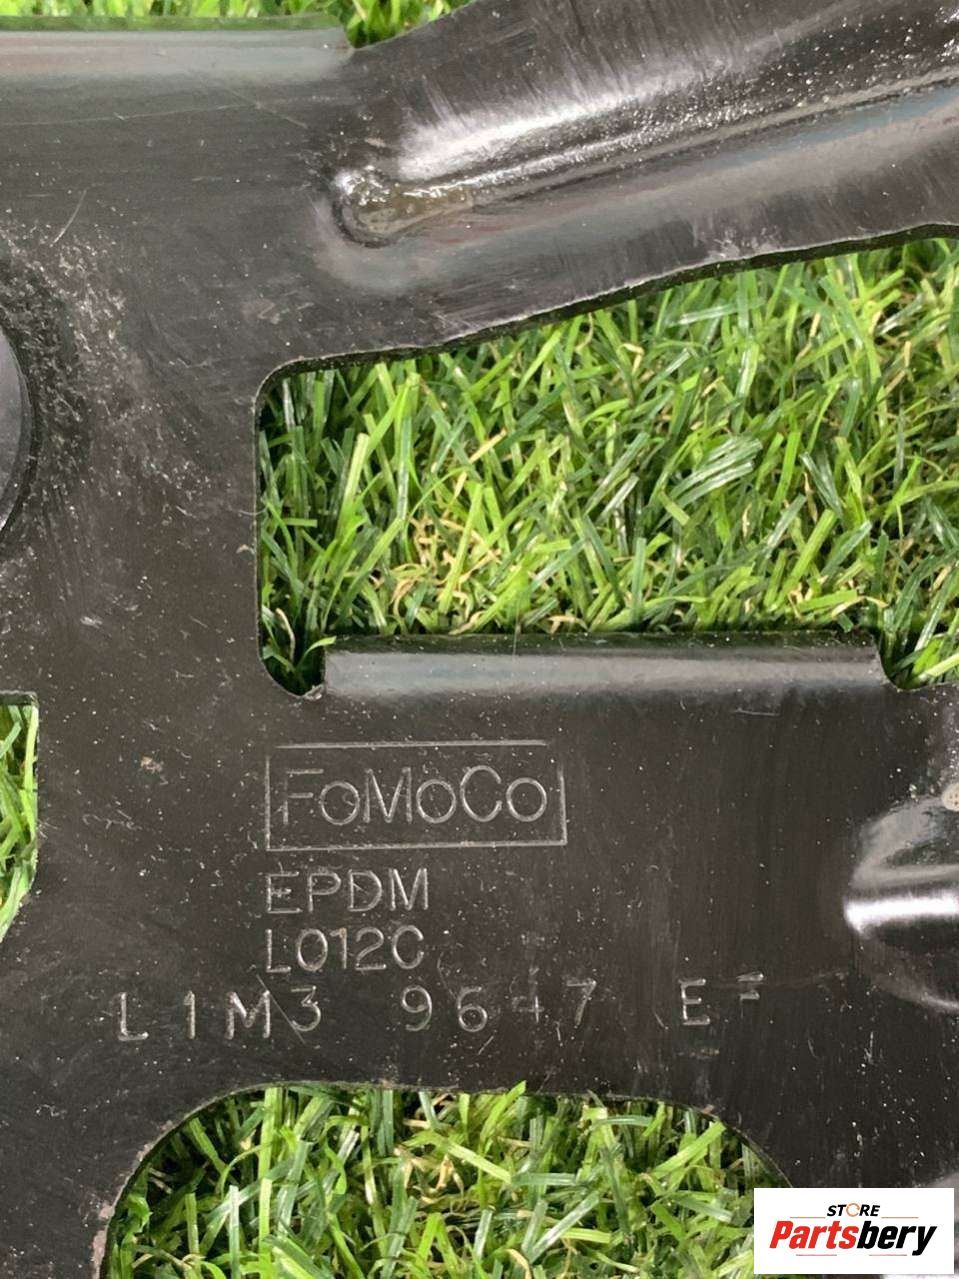 FoMoCo
EPDM
L012C
L1M3 9647
STORE
Partsbery